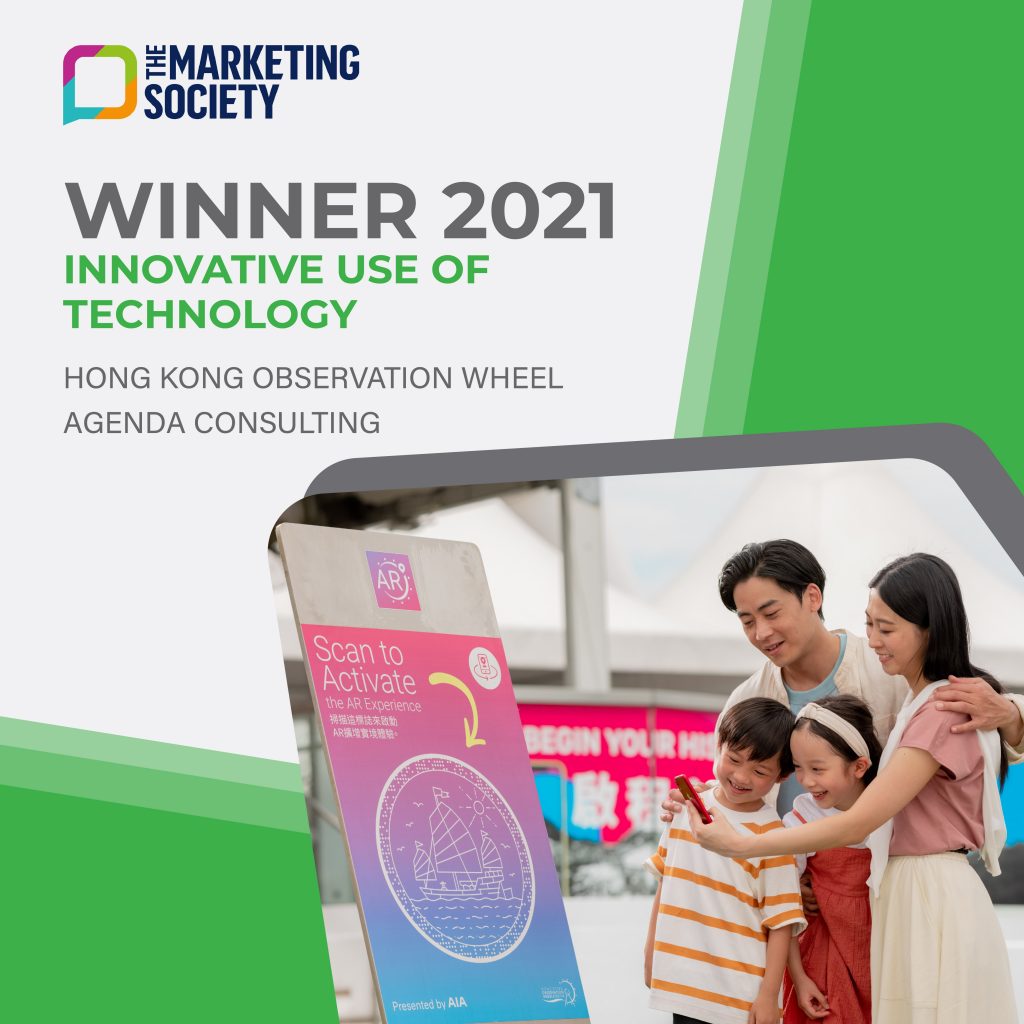 THE MARKETING
SOCIETY
WINNER 2021
INNOVATIVE USE OF
TECHNOLOGY
HONG KONG OBSERVATION WHEEL
AGENDA CONSULTING
AR
Scan to
Activate
the AR Experience
掃描這標誌來啟動
AR擴增實境體驗。
BEGIN YOUR HIS
啟程
Presented by AIA